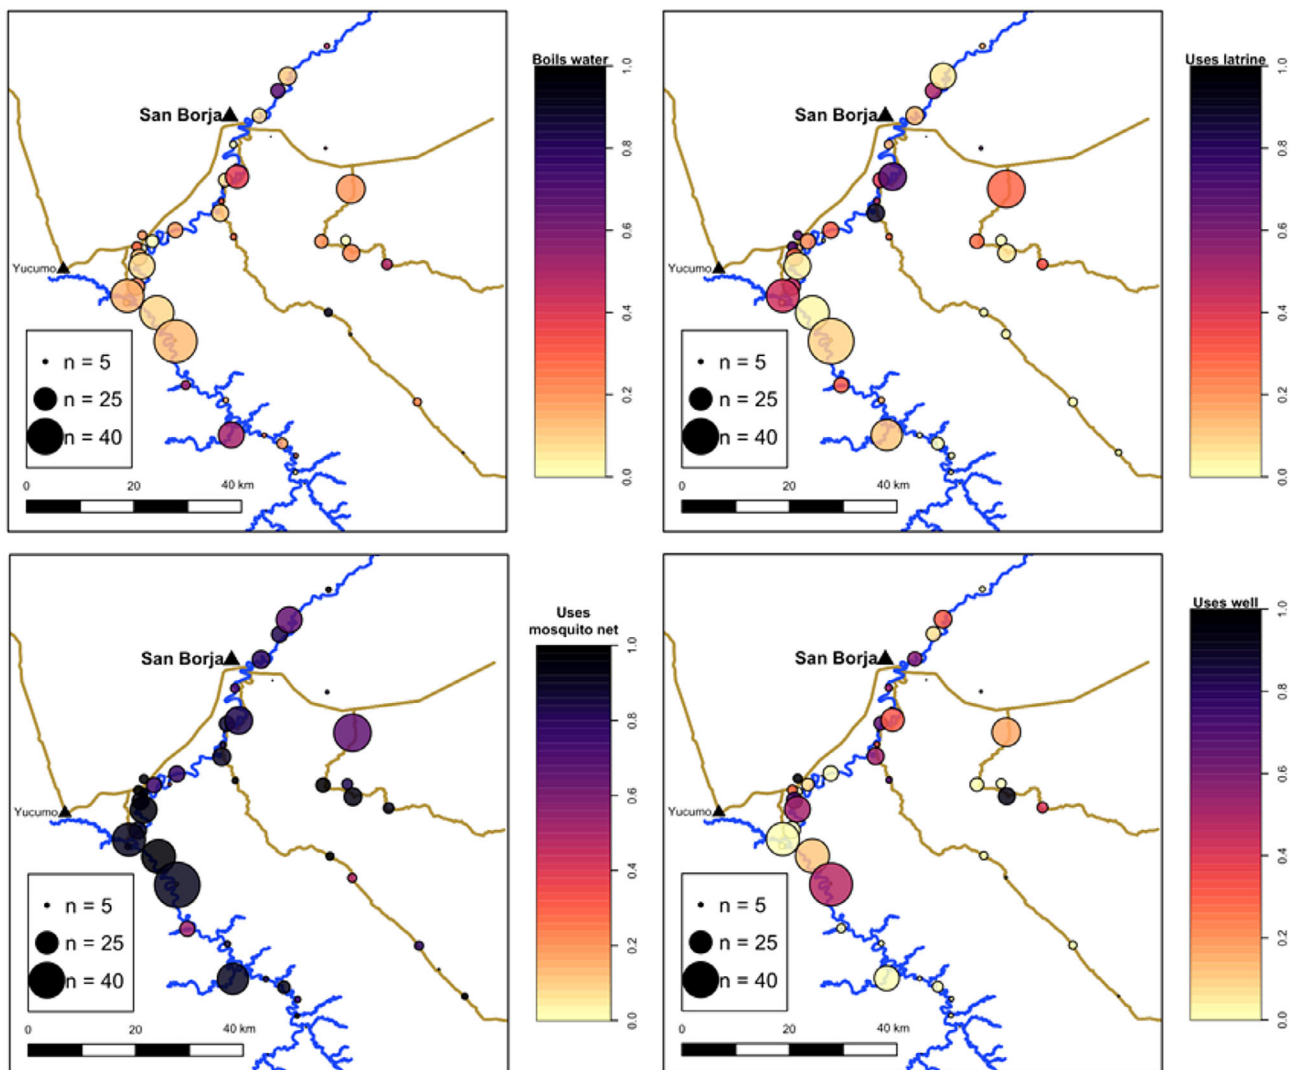 Boils water
San Borja
Yucumo
n = 5
n = 25
n = 40
0 20 40 km
0.0 0.2 0.4 0.6 0.8 1.0
Uses latrine
San Borja
Yucumo
n = 5
n = 25
n = 40
0 20 40 km
0.0 0.2 0.4 0.6 0.8 1.0
Uses
mosquito net
San Borja
Yucumo
n = 5
n = 25
n = 40
0 20 40 km
0.0 0.2 0.4 0.6 0.8 1.0
Uses well
San Borja
Yucumo
n = 5
n = 25
n = 40
0 20 40 km
0.0 0.2 0.4 0.6 0.8 1.0